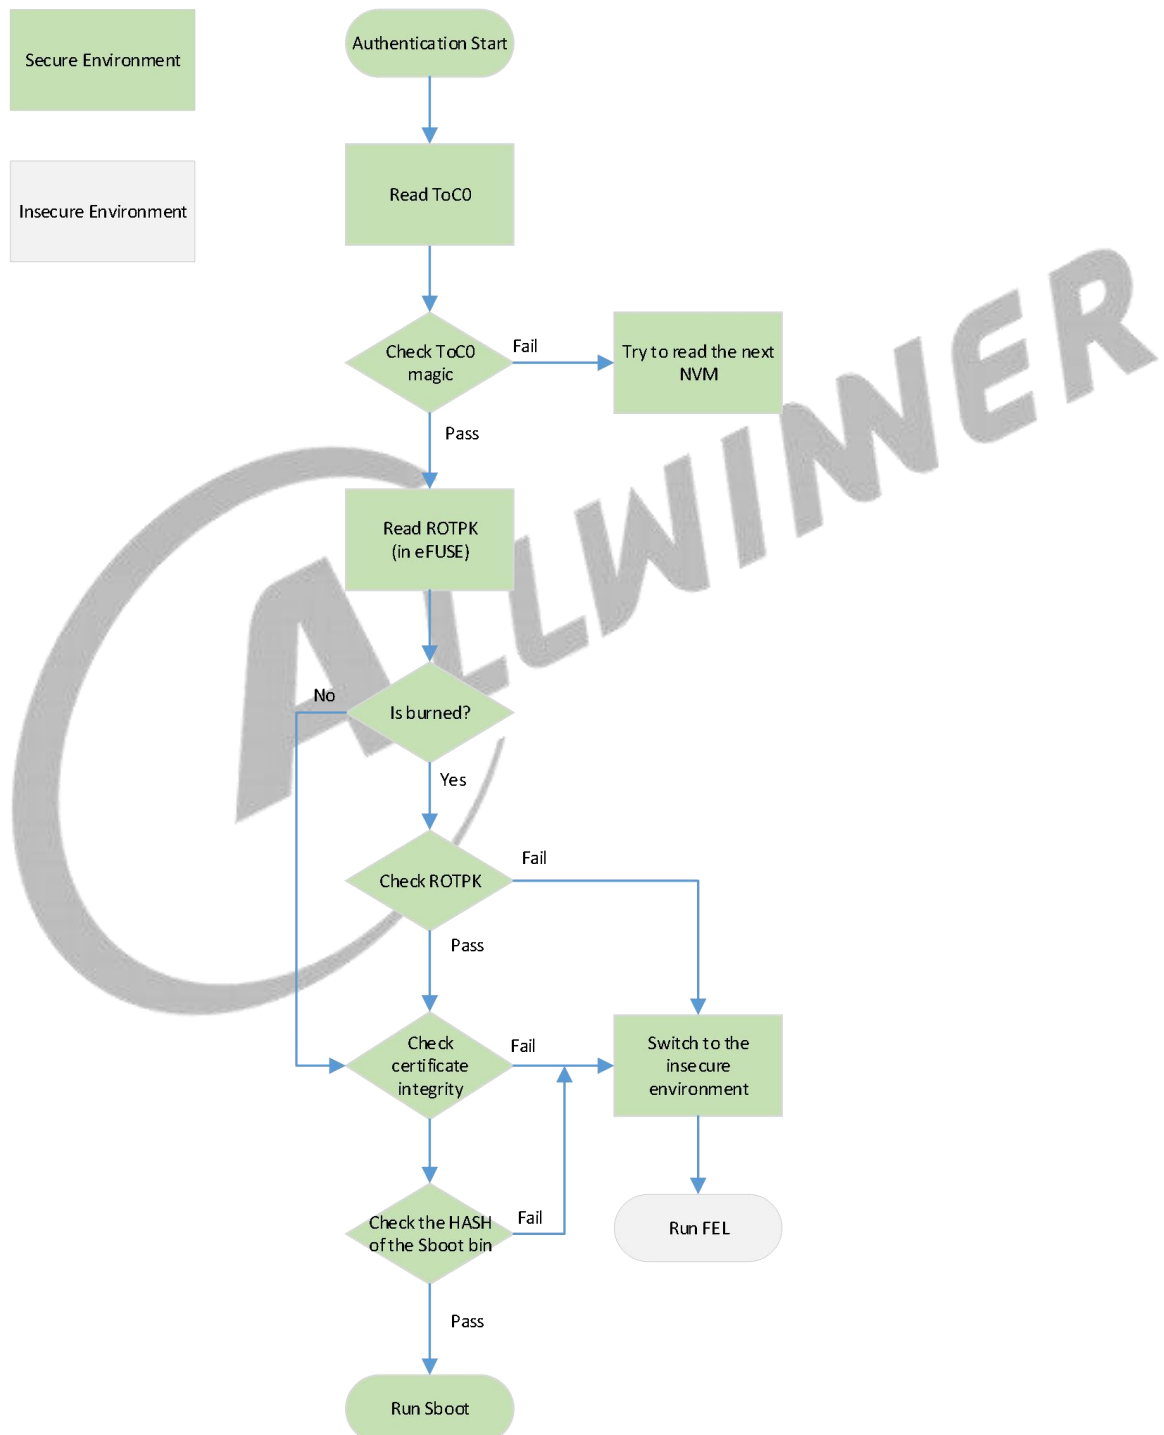 Secure Environment
Insecure Environment
Authentication Start
Read ToC0
Check ToC0
magic
Fail
Try to read the next
NVM
Pass
Read ROTPK
(in eFUSE)
Is burned?
No
Yes
Check ROTPK
Fail
Pass
Check
certificate
integrity
Fail
Switch to the
insecure
environment
Check the HASH
of the Sboot bin
Fail
Run FEL
Pass
Run Sboot
ALLWINNER